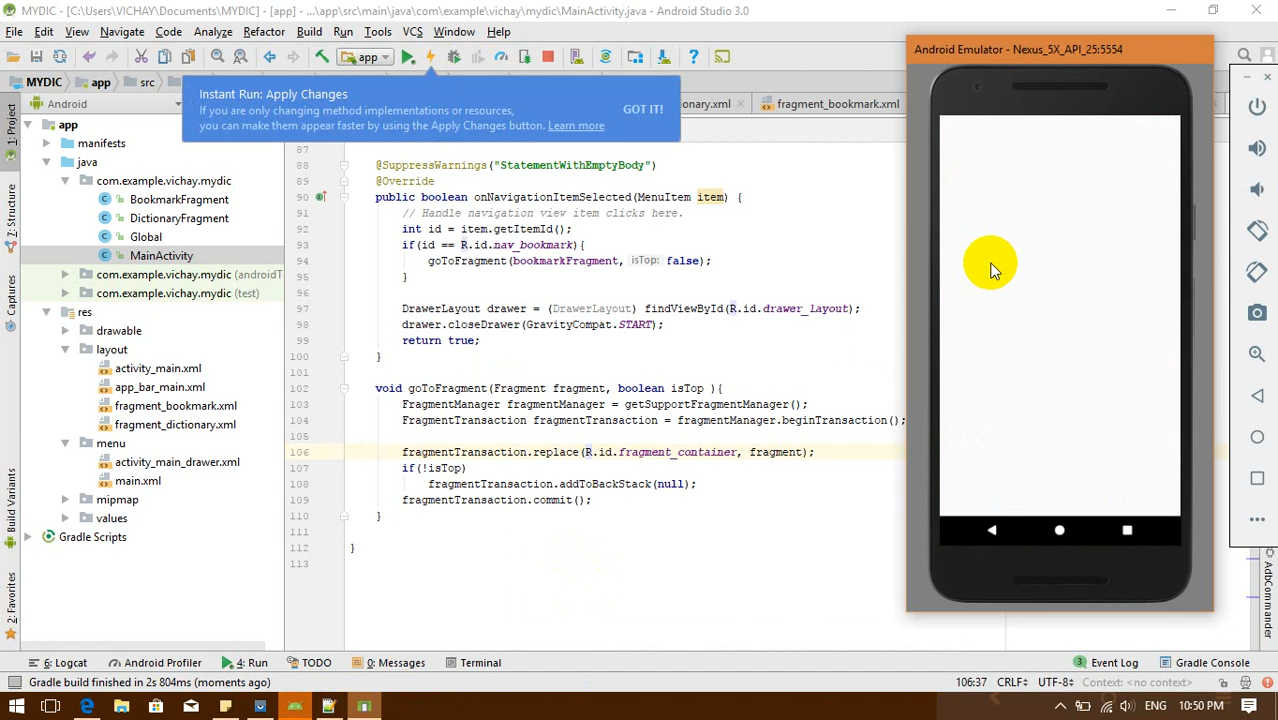 MYDIC - [C:\Users\VICHAY\Documents\MYDIC] - [app] - ...\app\src\main\java\com\example\vichay\mydic\MainActivity.java - Android Studio 3.0
File Edit View Navigate Code Analyze Refactor Build Run Tools VCS Window Help
app
MYDIC app src
Instant Run: Apply Changes
If you are only changing method implementations or resources,
you can make them appear faster by using the Apply Changes button. Learn more
GOT IT!
Android
onary.xml fragment_bookmark.xml
1: Project
7: Structure
Captures
Build Variants
2: Favorites
app
manifests
java
com.example.vichay.mydic
BookmarkFragment
DictionaryFragment
Global
MainActivity
com.example.vichay.mydic (androidT
com.example.vichay.mydic (test)
res
drawable
layout
activity_main.xml
app_bar_main.xml
fragment_bookmark.xml
fragment_dictionary.xml
menu
activity_main_drawer.xml
main.xml
mipmap
values
Gradle Scripts
87
88 @SuppressWarnings("StatementWithEmptyBody")
89 @Override
90 public boolean onNavigationItemSelected(MenuItem item) {
91 // Handle navigation view item clicks here.
92 int id = item.getItemId();
93 if(id == R.id.nav_bookmark){
94 goToFragment(bookmarkFragment, isTop: false);
95 }
96
97 DrawerLayout drawer = (DrawerLayout) findViewById(R.id.drawer_layout);
98 drawer.closeDrawer(GravityCompat.START);
99 return true;
100 }
102 void goToFragment(Fragment fragment, boolean isTop ){
103 FragmentManager fragmentManager = getSupportFragmentManager();
104 FragmentTransaction fragmentTransaction = fragmentManager.beginTransaction();
105
106 fragmentTransaction.replace(R.id.fragment_container, fragment);
107 if(!isTop)
108 fragmentTransaction.addToBackStack(null);
109 fragmentTransaction.commit();
110 }
111
112 }
113
Android Emulator - Nexus_5X_API_25:5554
AdbCommander
6: Logcat Android Profiler 4: Run TODO 0: Messages Terminal 3 Event Log Gradle Console
Gradle build finished in 2s 804ms (moments ago) 106:37 CRLF÷ UTF-8÷ Context: <no context>
ENG 10:50 PM